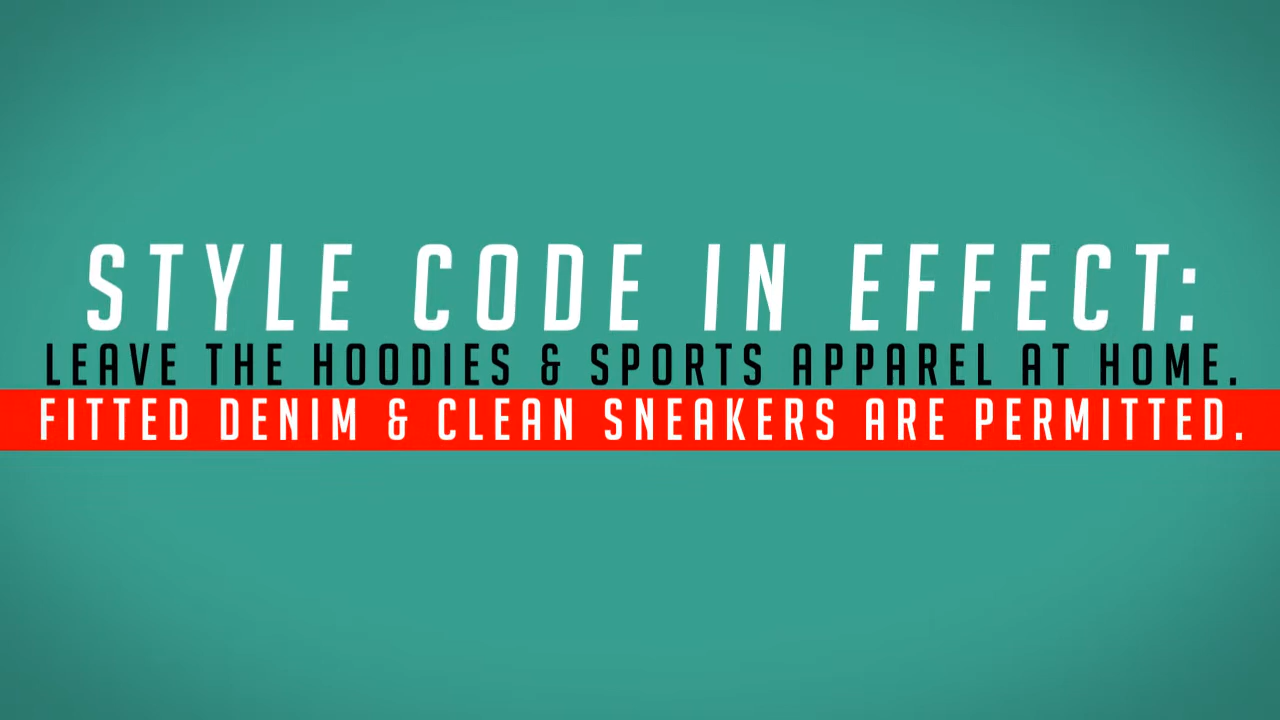 STYLE CODE IN EFFECT:
LEAVE THE HOODIES & SPORTS APPAREL AT HOME.
FITTED DENIM & CLEAN SNEAKERS ARE PERMITTED.